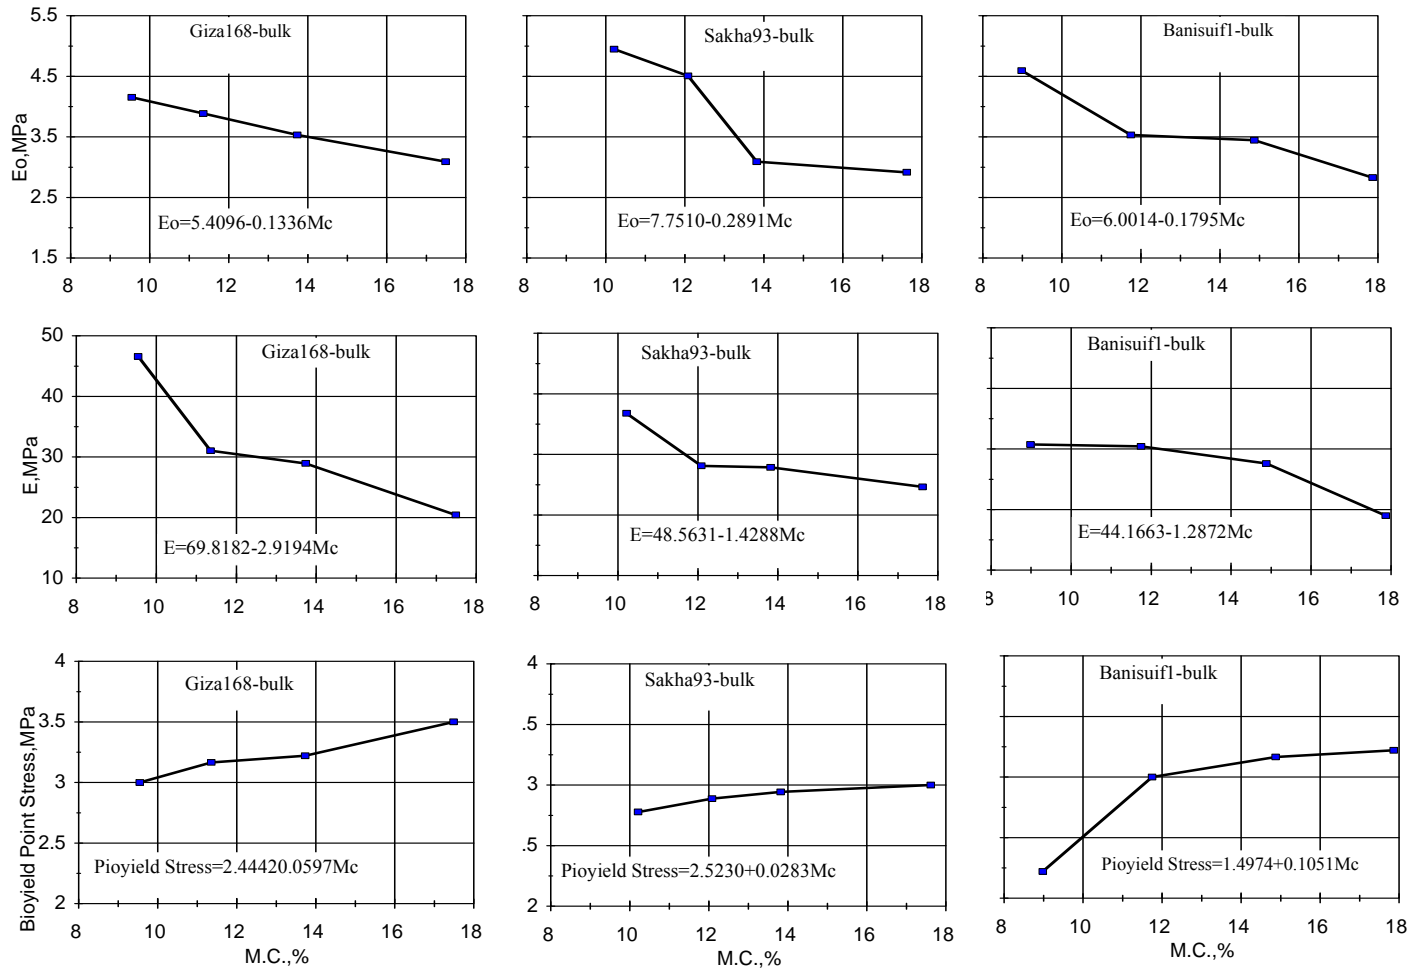 5.5
4.5
3.5
2.5
1.5
Eo,MPa
Giza168-bulk
Eo=5.4096-0.1336Mc
8 10 12 14 16 18
Sakha93-bulk
Eo=7.7510-0.2891Mc
8 10 12 14 16 18
Banisuif1-bulk
Eo=6.0014-0.1795Mc
8 10 12 14 16 18
50
40
30
20
10
E,MPa
Giza168-bulk
E=69.8182-2.9194Mc
8 10 12 14 16 18
Sakha93-bulk
E=48.5631-1.4288Mc
8 10 12 14 16 18
Banisuif1-bulk
E=44.1663-1.2872Mc
8 10 12 14 16 18
4
3.5
3
2.5
2
Bioyield Point Stress,MPa
Giza168-bulk
Pioyield Stress=2.44420.0597Mc
8 10 12 14 16 18
M.C.,%
4
.5
3
.5
2
Sakha93-bulk
Pioyield Stress=2.5230+0.0283Mc
8 10 12 14 16 18
M.C.,%
Banisuif1-bulk
Pioyield Stress=1.4974+0.1051Mc
8 10 12 14 16 18
M.C.,%